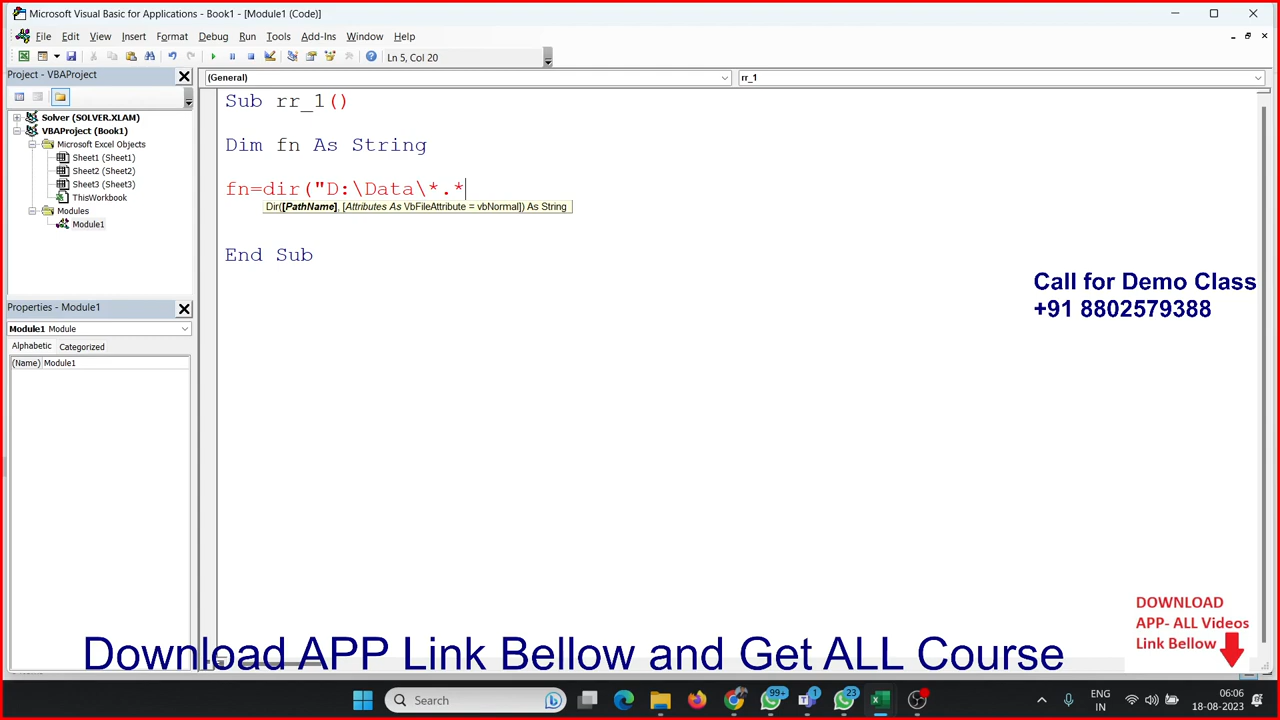 Microsoft Visual Basic for Applications - Book1 - [Module1 (Code)]
File Edit View Insert Format Debug Run Tools Add-Ins Window Help
Ln 5, Col 20
Project - VBAProject
(General)
rr_1
Solver (SOLVER.XLAM)
VBAProject (Book1)
Microsoft Excel Objects
Sheet1 (Sheet1)
Sheet2 (Sheet2)
Sheet3 (Sheet3)
ThisWorkbook
Modules
Module1
Sub rr_1()
Dim fn As String
fn=dir("D:\Data\*.*
Dir([PathName], [Attributes As VbFileAttribute = vbNormal]) As String
End Sub
Call for Demo Class
+91 8802579388
Properties - Module1
Module1 Module
Alphabetic Categorized
(Name) Module1
DOWNLOAD
APP- ALL Videos
Link Bellow
Download APP Link Bellow and Get ALL Course
Search
99+
1
23
ENG
IN
06:06
18-08-2023